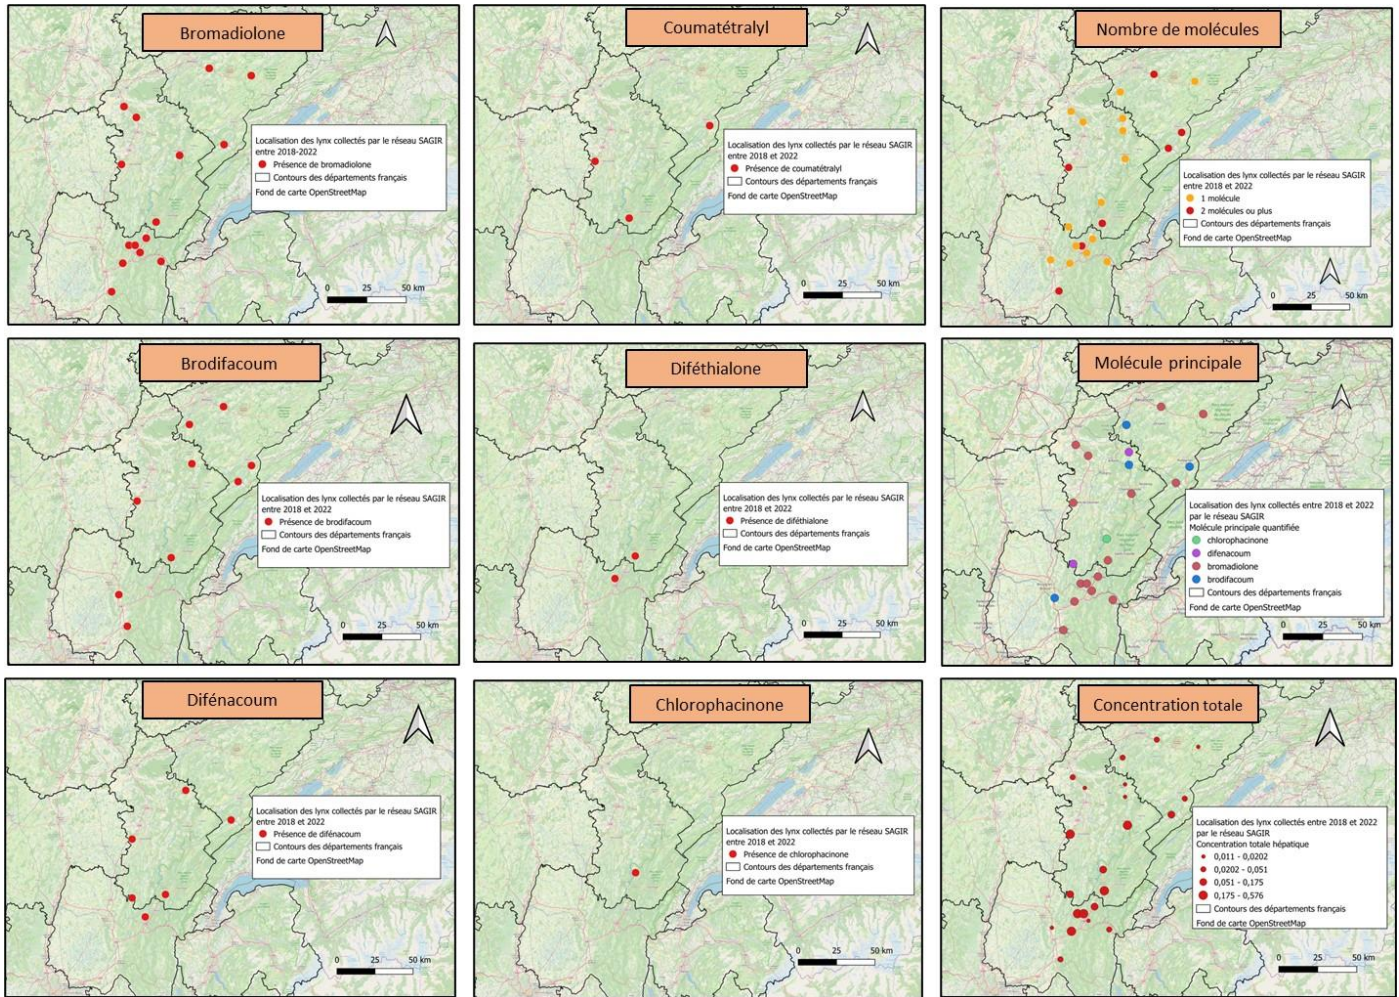 Bromadiolone
Localisation des lynx collectés par le réseau SAGIR
entre 2018-2022
Présence de bromadiolone
Contours des départements français
Fond de carte OpenStreetMap
0 25 50 km
Coumatétralyl
Localisation des lynx collectés par le réseau SAGIR
entre 2018 et 2022
Présence de coumatétralyl
Contours des départements français
Fond de carte OpenStreetMap
0 25 50 km
Nombre de molécules
Localisation des lynx collectés par le réseau SAGIR
entre 2018 et 2022
1 molécule
2 molécules ou plus
Contours des départements français
Fond de carte OpenStreetMap
0 25 50 km
Brodifacoum
Localisation des lynx collectés par le réseau SAGIR
entre 2018 et 2022
Présence de brodifacoum
Contours des départements français
Fond de carte OpenStreetMap
0 25 50 km
Diféthialone
Localisation des lynx collectés par le réseau SAGIR
entre 2018 et 2022
Présence de diféthialone
Contours des départements français
Fond de carte OpenStreetMap
0 25 50 km
Molécule principale
Localisation des lynx collectés entre 2018 et 2022
par le réseau SAGIR
Molécule principale quantifiée
chlorophacinone
difenacoum
bromadiolone
brodifacoum
Contours des départements français
Fond de carte OpenStreetMap
0 25 50 km
Difénacoum
Localisation des lynx collectés par le réseau SAGIR
entre 2018 et 2022
Présence de difénacoum
Contours des départements français
Fond de carte OpenStreetMap
0 25 50 km
Chlorophacinone
Localisation des lynx collectés par le réseau SAGIR
entre 2018 et 2022
Présence de chlorophacinone
Contours des départements français
Fond de carte OpenStreetMap
0 25 50 km
Concentration totale
Localisation des lynx collectés entre 2018 et 2022
par le réseau SAGIR
Concentration totale hépatique
0,011 - 0,0202
0,0202 - 0,051
0,051 - 0,175
0,175 - 0,576
Contours des départements français
Fond de carte OpenStreetMap
0 25 50 km